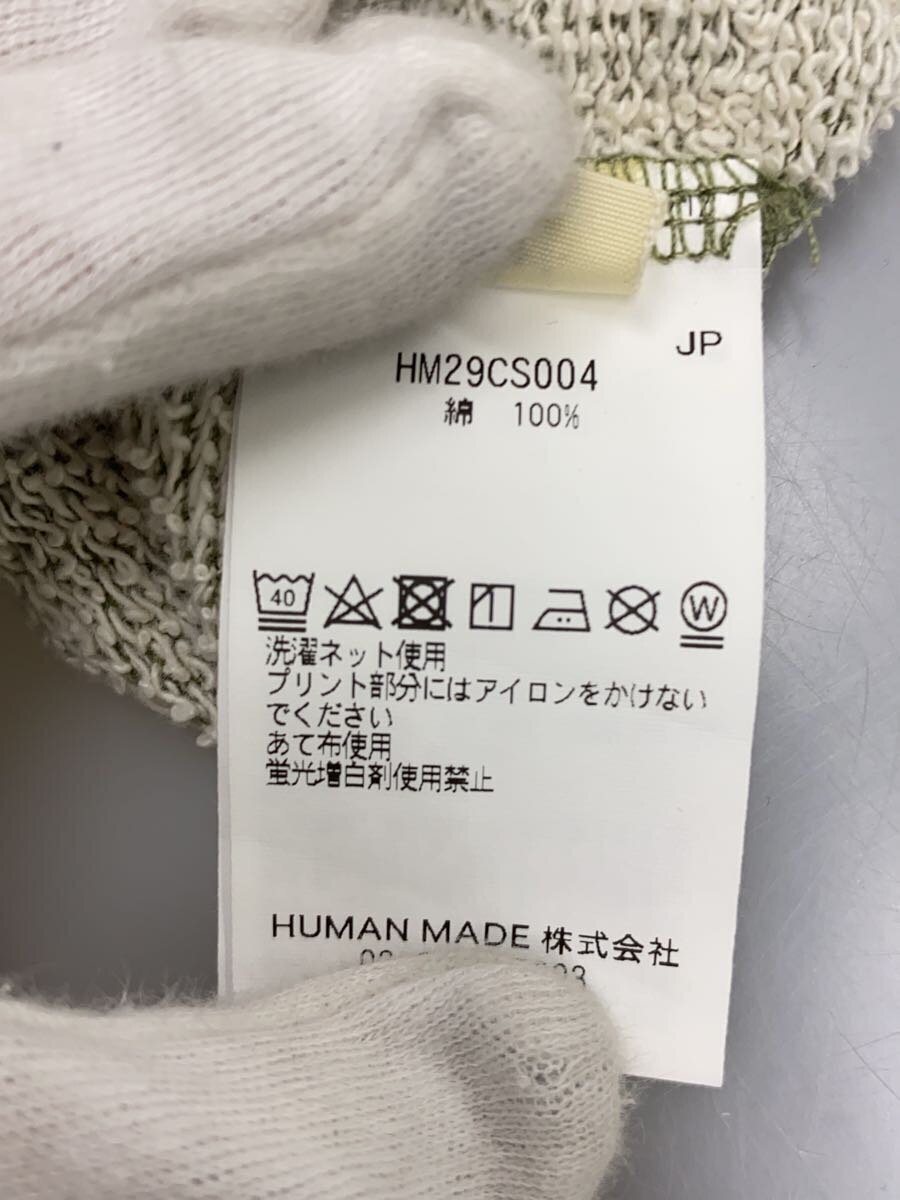 JP
HM29CS004
綿 100%
40
W
洗濯ネット使用
プリント部分にはアイロンをかけない
でください
あて布使用
蛍光増白剤使用禁止
HUMAN MADE 株式会社